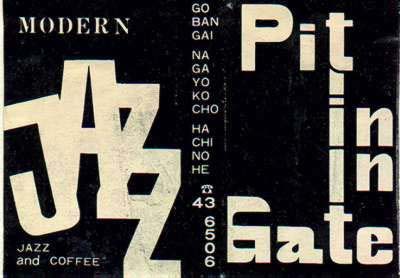 MODERN
JAZZ
JAZZ
and COFFEE
GO
BAN
GAI
NA
GA
YO
KO
CHO
HA
CHI
NO
HE
☎
43
6506
Pit
in
in
Gate